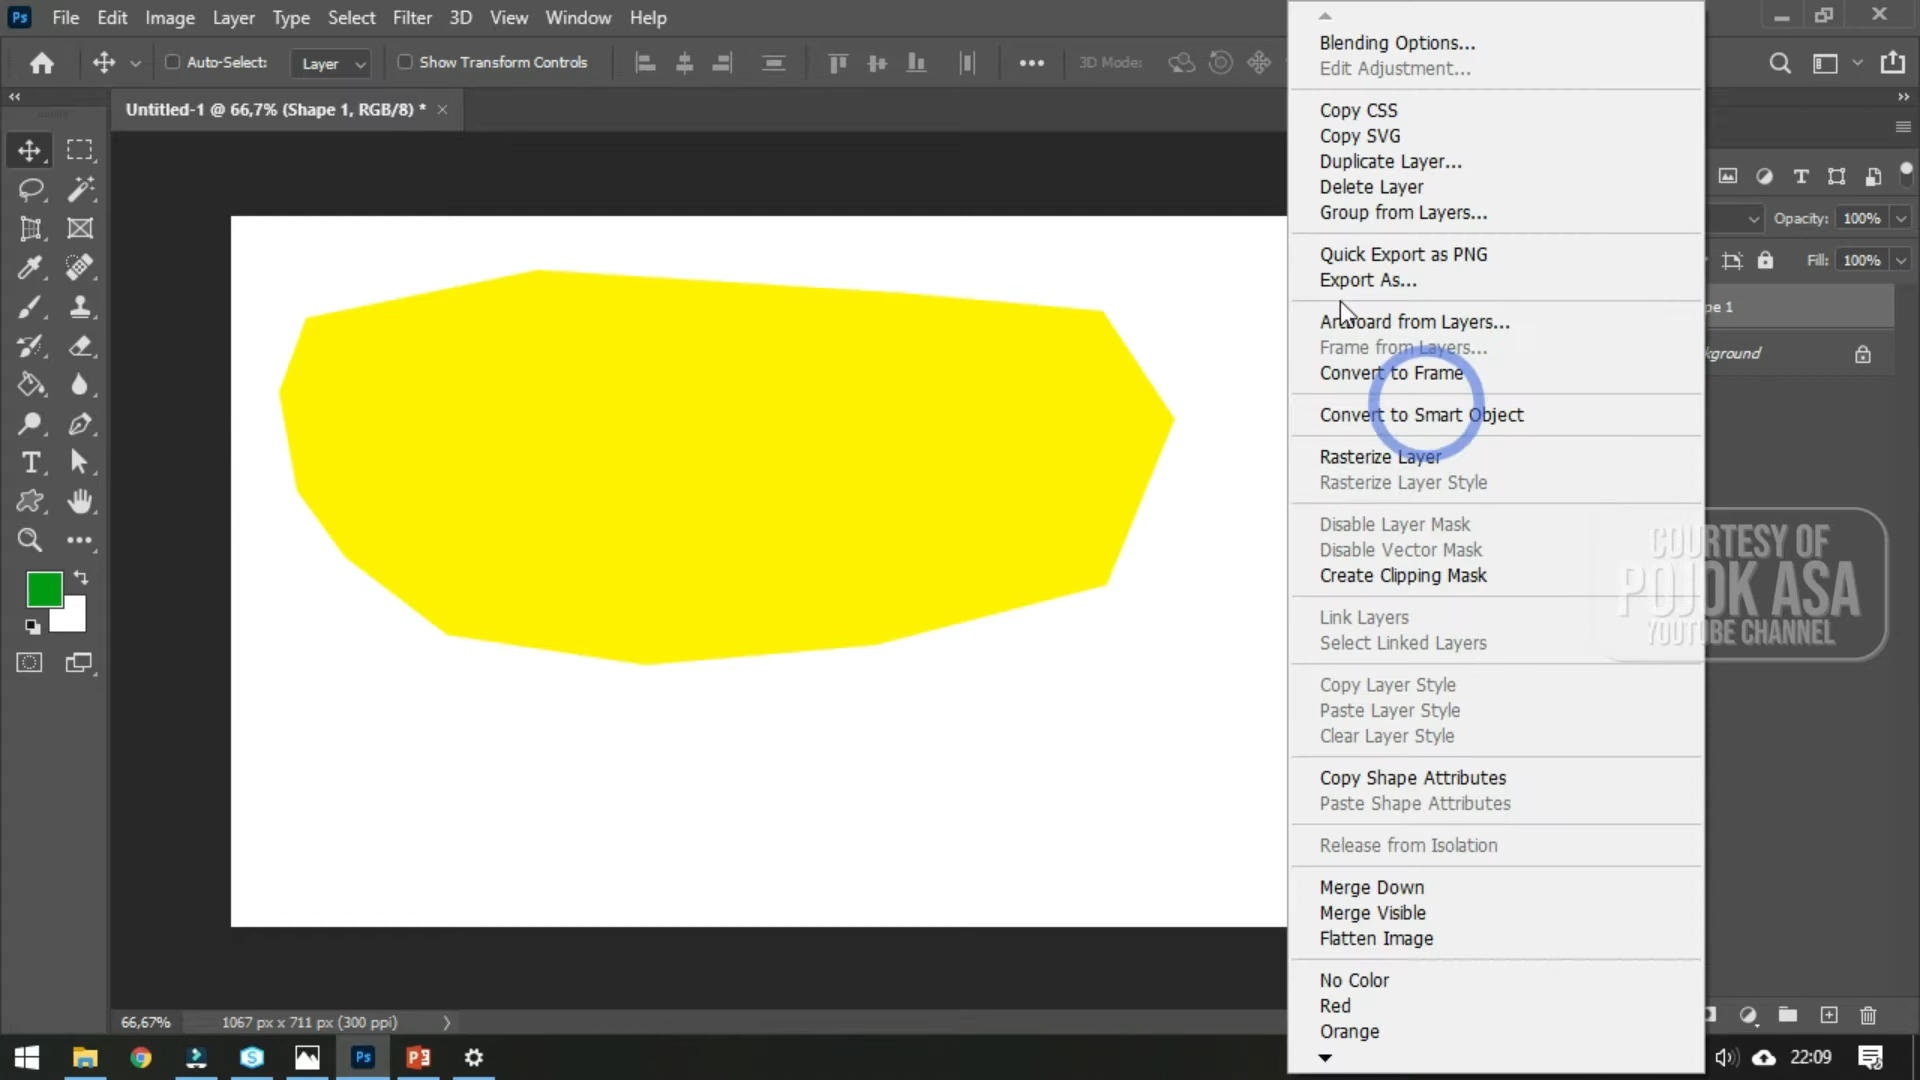 Ps File Edit Image Layer Type Select Filter 3D View Window Help
Auto-Select: Layer Show Transform Controls 3D Mode:
Untitled-1 @ 66,7% (Shape 1, RGB/8) *
Blending Options...
Edit Adjustment...
Copy CSS
Copy SVG
Duplicate Layer...
Delete Layer
Group from Layers...
Quick Export as PNG
Export As...
Artboard from Layers...
Frame from Layers...
Convert to Frame
Convert to Smart Object
Rasterize Layer
Rasterize Layer Style
Disable Layer Mask
Disable Vector Mask
Create Clipping Mask
Link Layers
Select Linked Layers
Copy Layer Style
Paste Layer Style
Clear Layer Style
Copy Shape Attributes
Paste Shape Attributes
Release from Isolation
Merge Down
Merge Visible
Flatten Image
No Color
Red
Orange
Opacity: 100%
Fill: 100%
pe 1
kground
COURTESY OF
POJOK ASA
YOUTUBE CHANNEL
66,67% 1067 px x 711 px (300 ppi)
Ps
22:09